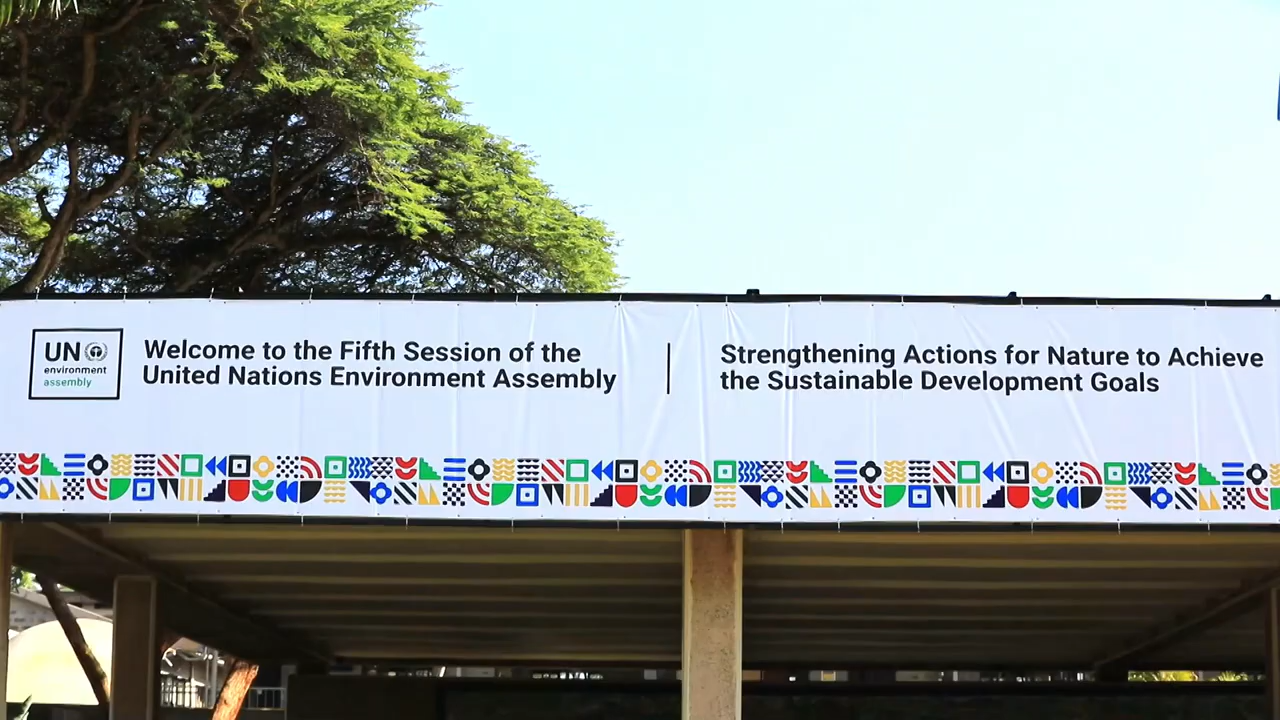 UN
environment
assembly
Welcome to the Fifth Session of the
United Nations Environment Assembly
Strengthening Actions for Nature to Achieve
the Sustainable Development Goals